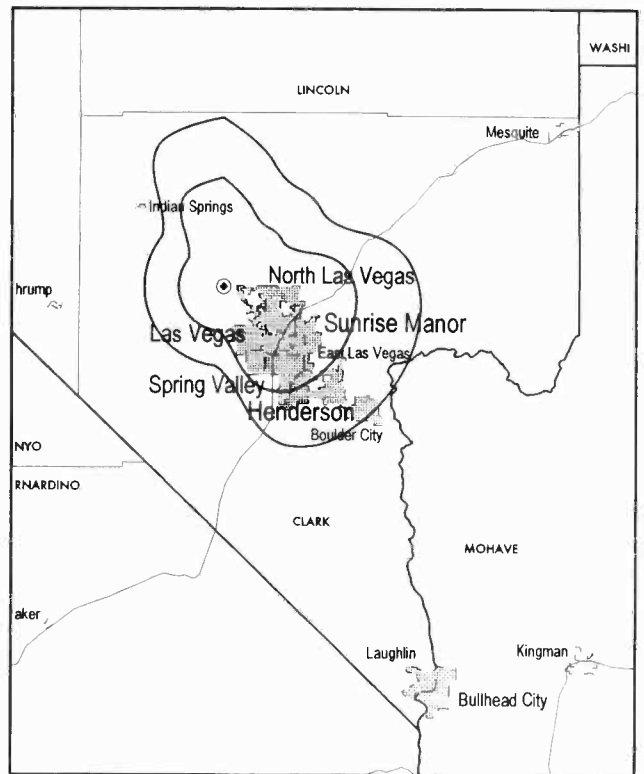 WASHI
LINCOLN
Mesquite
Indian Springs
North Las Vegas
hrump
Sunrise Manor
Las Vegas
East Las Vegas
Spring Valley
Henderson
Boulder City
NYO
RNARDINO
CLARK
MOHAVE
aker
Laughlin
Kingman
Bullhead City